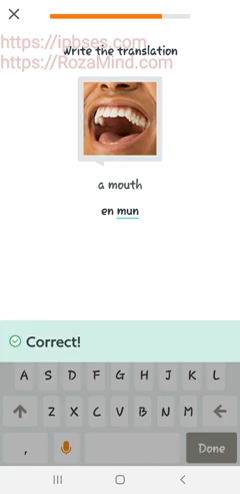 https://ipbses.com
Write the translation
https://RozaMind.com
a mouth
en mun
Correct!
A S D F G H J K L
Z X C V B N M
,
Done